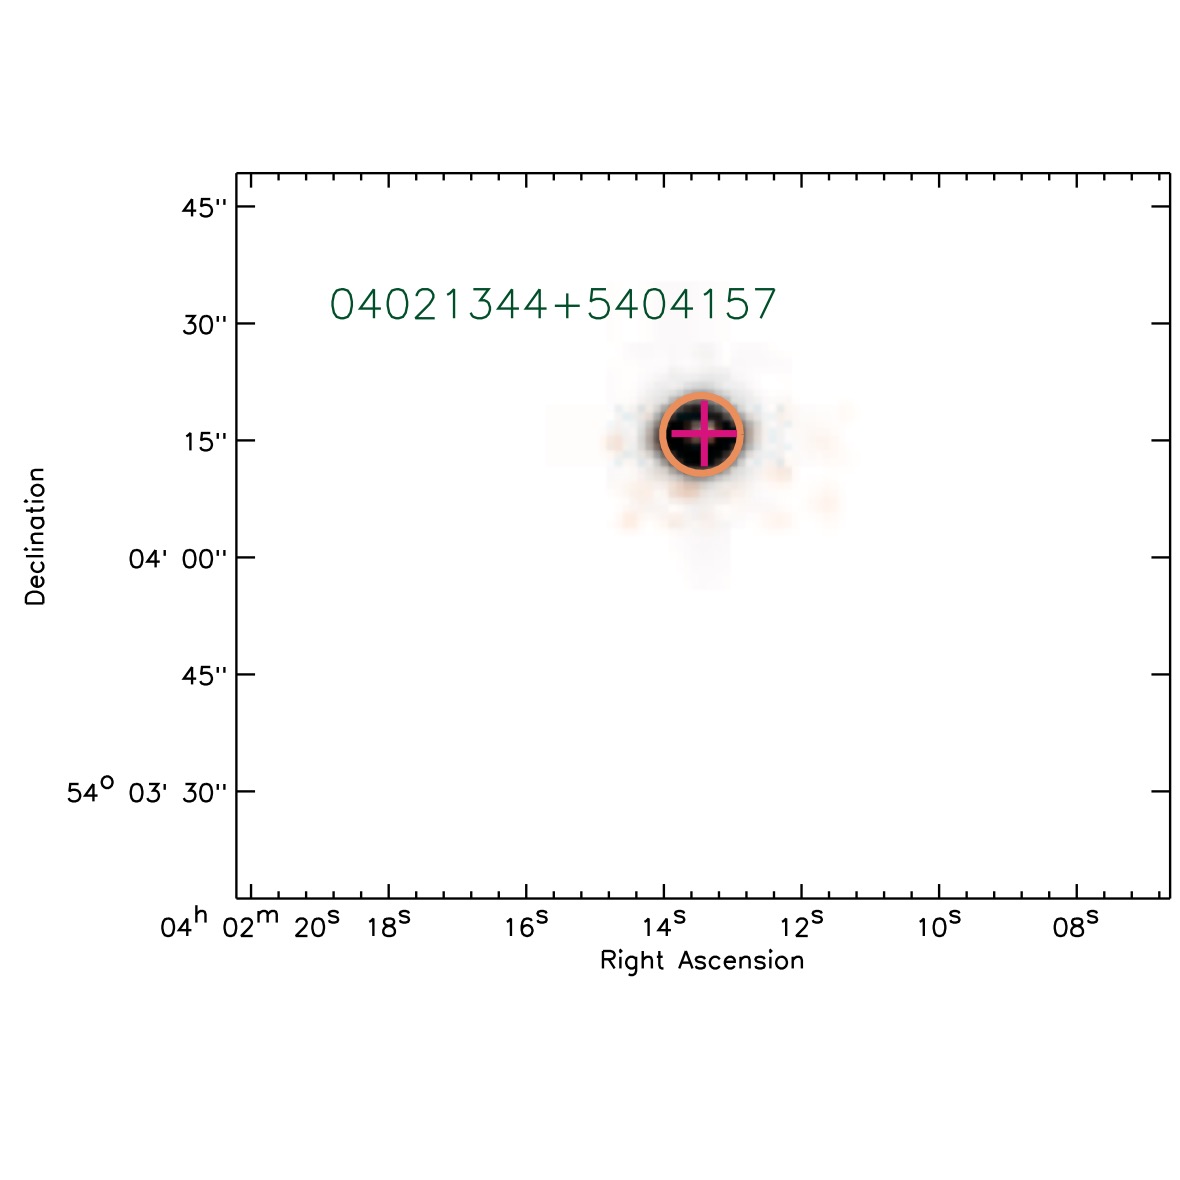 45''
04021344+5404157
30''
15''
04' 00''
45''
54° 03' 30''
Declination
04ʰ 02ᵐ 20ˢ 18ˢ 16ˢ 14ˢ 12ˢ 10ˢ 08ˢ
Right Ascension